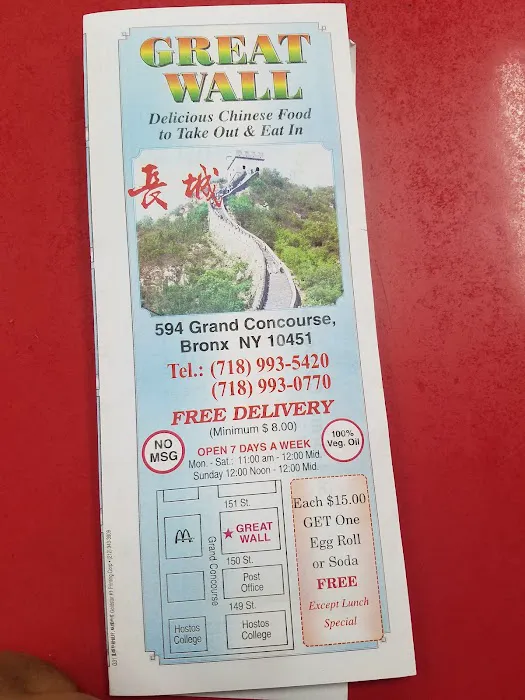 GREAT
WALL
Delicious Chinese Food
to Take Out & Eat In
長城
594 Grand Concourse,
Bronx NY 10451
Tel.: (718) 993-5420
(718) 993-0770
FREE DELIVERY
(Minimum $ 8.00)
NO
MSG
OPEN 7 DAYS A WEEK
Mon. - Sat.: 11:00 am - 12:00 Mid.
Sunday 12:00 Noon - 12:00 Mid.
100%
Veg. Oil
151 St.
GREAT
WALL
Grand Concourse
150 St.
Post
Office
149 St.
Hostos
College
Hostos
College
Each $15.00
GET One
Egg Roll
or Soda
FREE
Except Lunch
Special